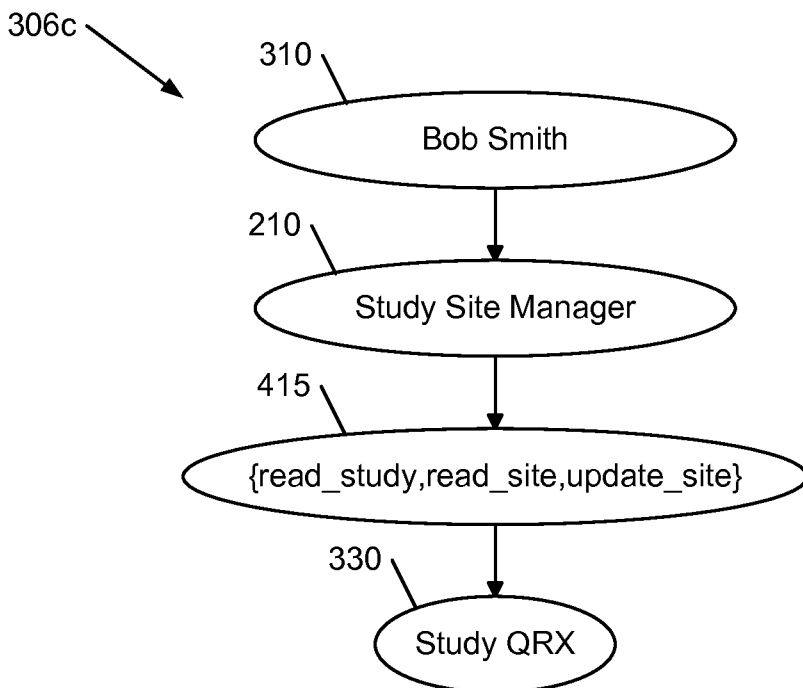 306c
310
Bob Smith
210
Study Site Manager
415
{read_study,read_site,update_site}
330
Study QRX